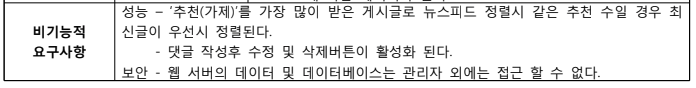 성능 – '추천(가제)'를 가장 많이 받은 게시글로 뉴스피드 정렬시 같은 추천 수일 경우 최
비기능적 신글이 우선시 정렬된다.
요구사항 - 댓글 작성후 수정 및 삭제버튼이 활성화 된다.
보안 - 웹 서버의 데이터 및 데이터베이스는 관리자 외에는 접근 할 수 없다.